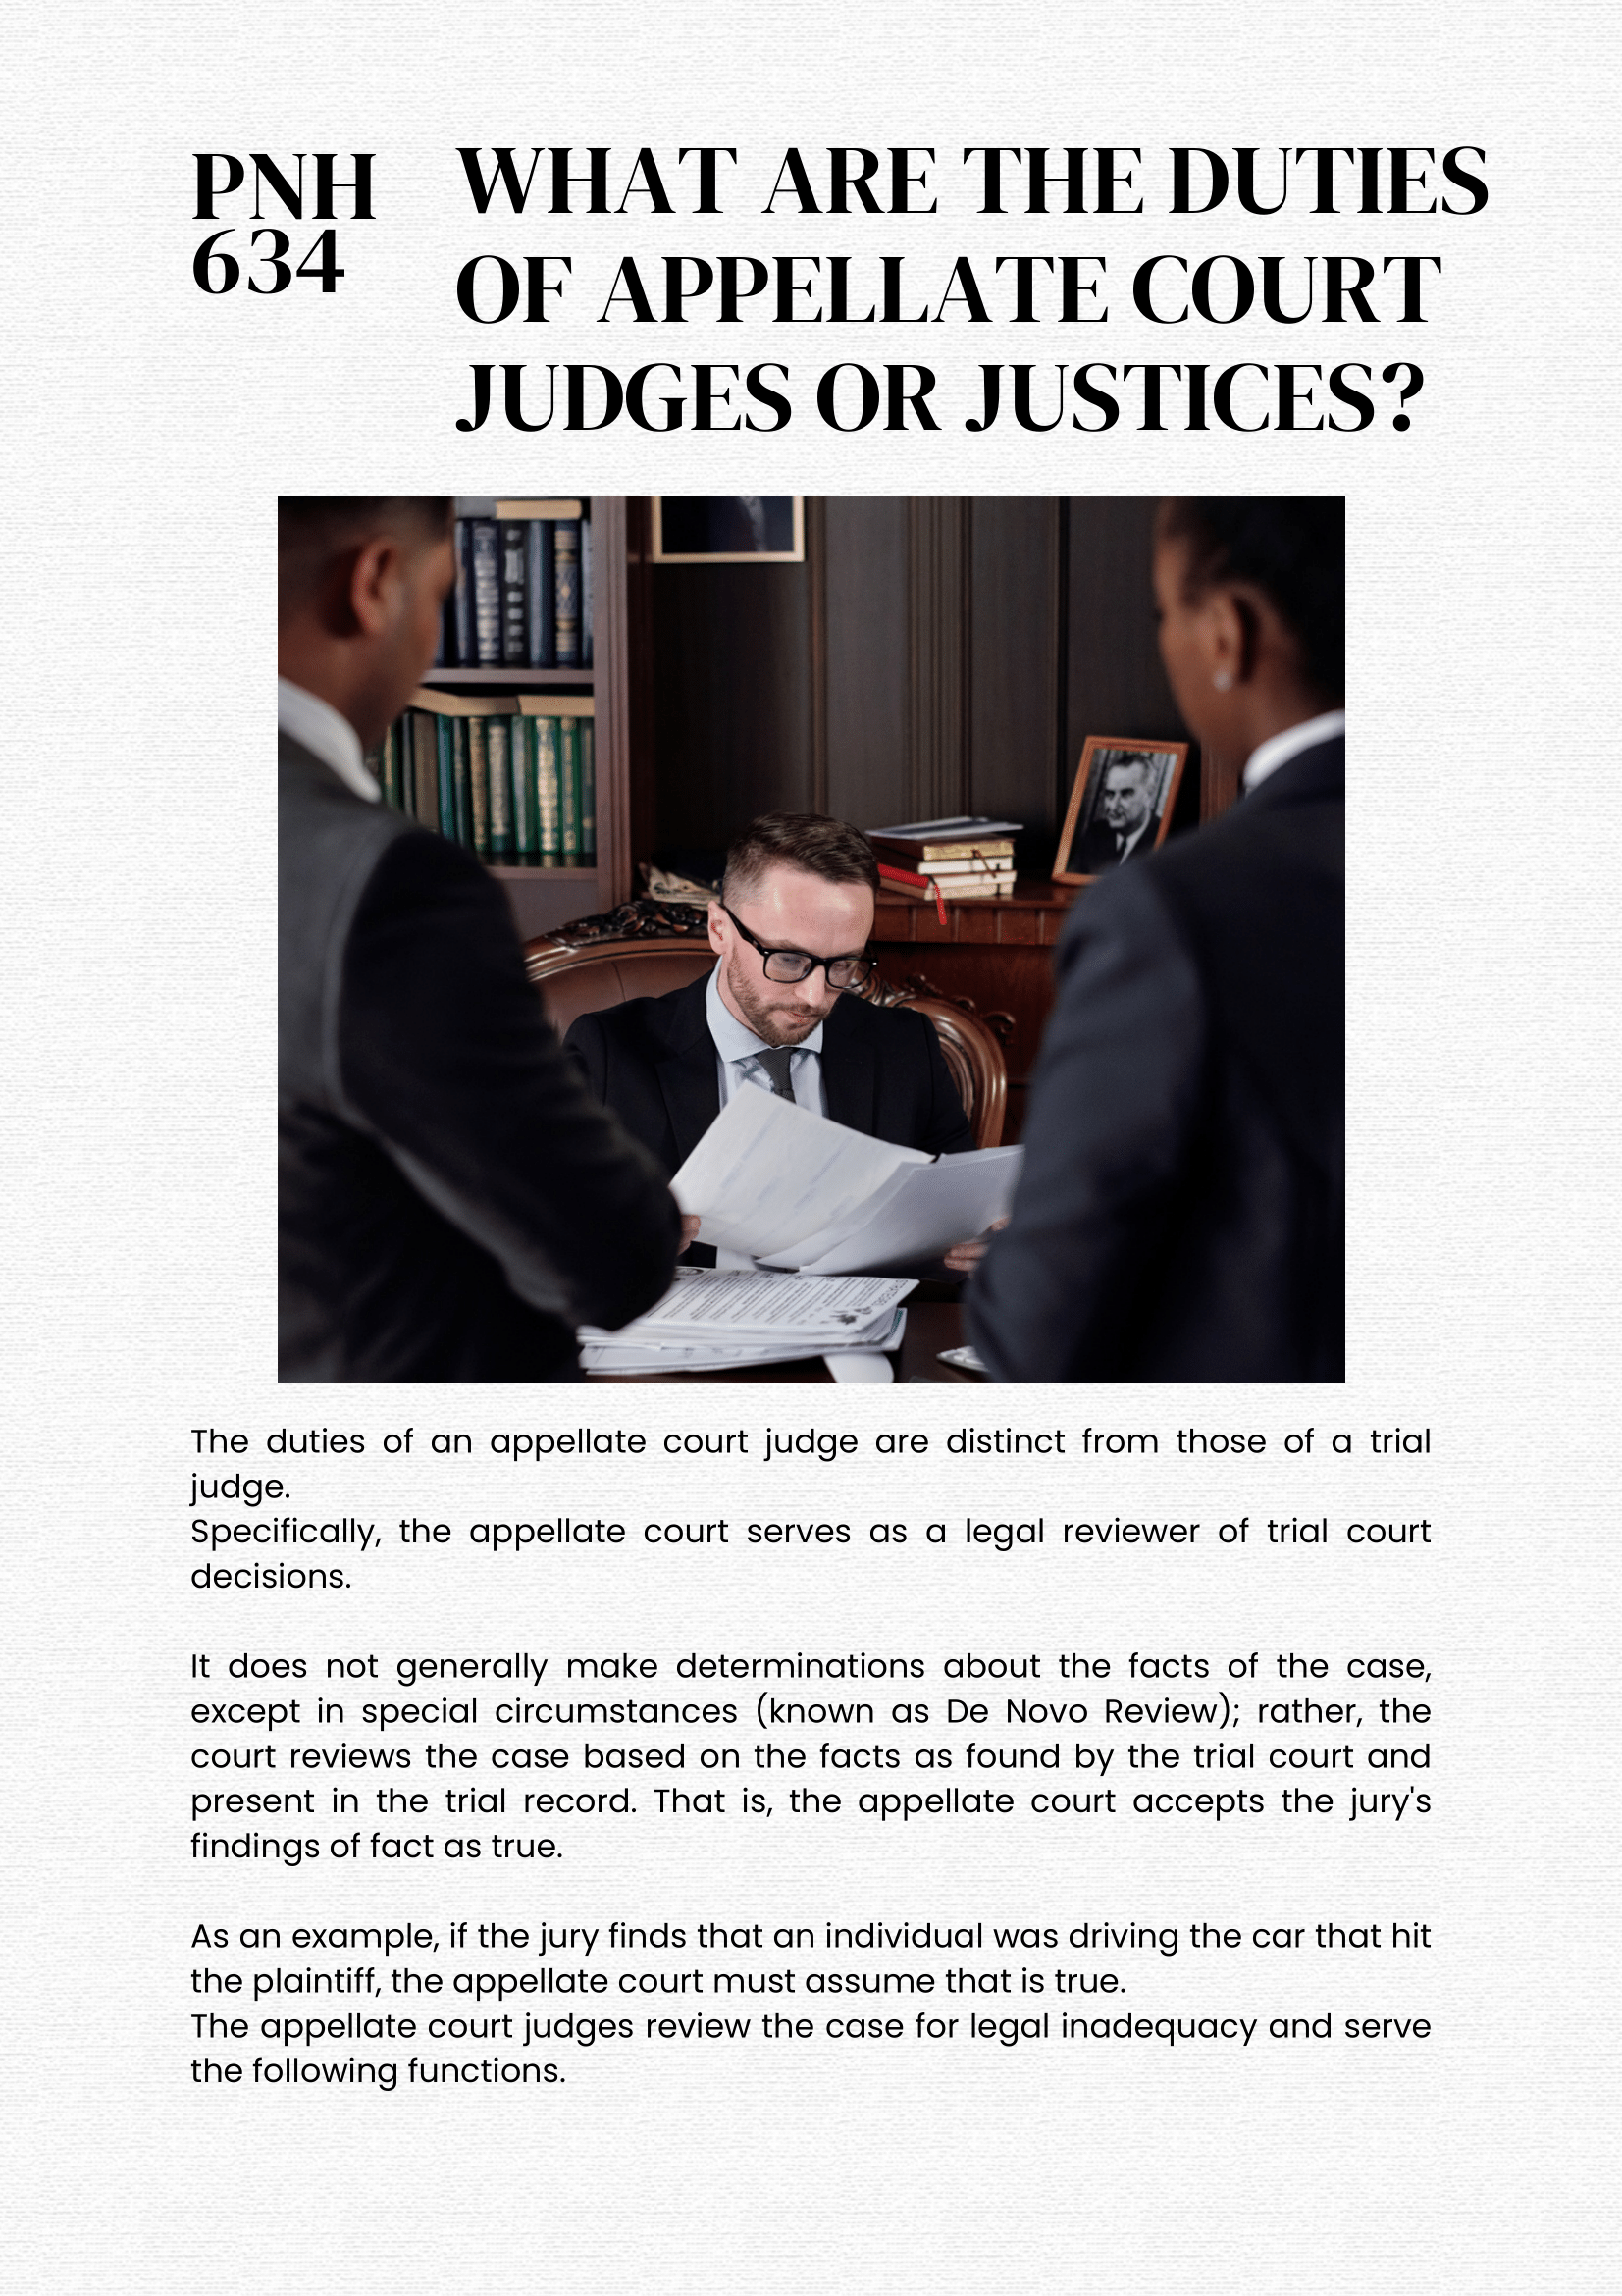 PNH
634
WHAT ARE THE DUTIES
OF APPELLATE COURT
JUDGES OR JUSTICES?
The duties of an appellate court judge are distinct from those of a trial
judge.
Specifically, the appellate court serves as a legal reviewer of trial court
decisions.
It does not generally make determinations about the facts of the case,
except in special circumstances (known as De Novo Review); rather, the
court reviews the case based on the facts as found by the trial court and
present in the trial record. That is, the appellate court accepts the jury's
findings of fact as true.
As an example, if the jury finds that an individual was driving the car that hit
the plaintiff, the appellate court must assume that is true.
The appellate court judges review the case for legal inadequacy and serve
the following functions.